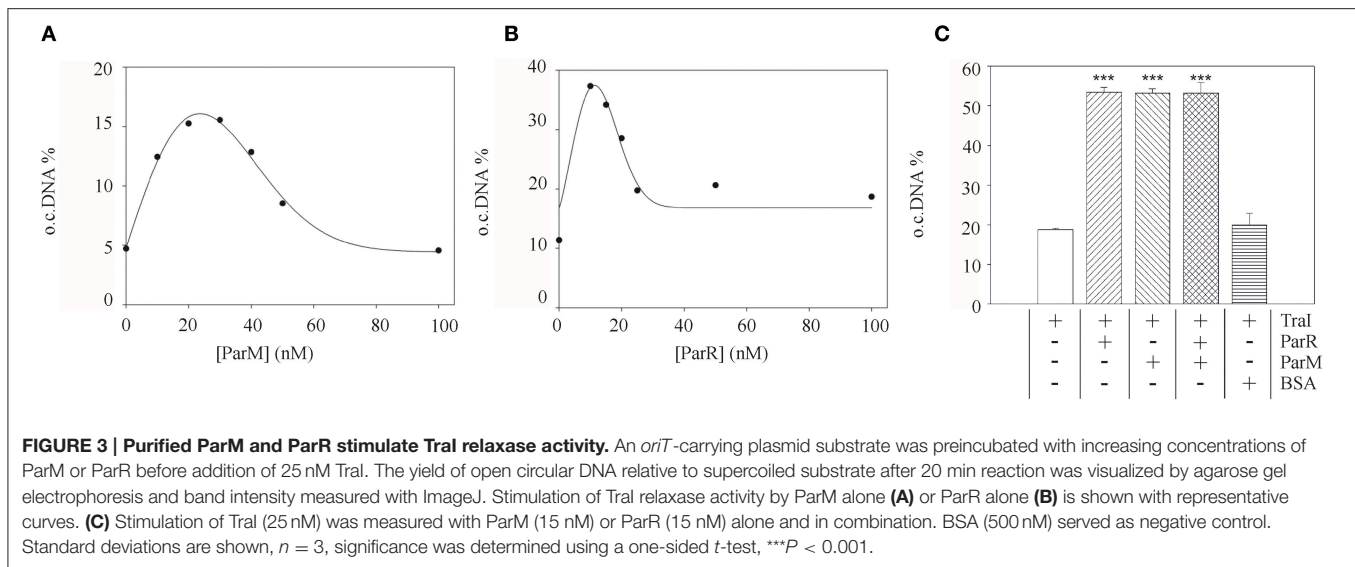 A
B
C
20
15
10
5
0
o.c.DNA %
0 20 40 60 80 100
[ParM] (nM)
40
30
20
10
0
o.c.DNA %
0 20 40 60 80 100
[ParR] (nM)
60
50
40
30
20
10
0
o.c.DNA %
*** *** ***
+ + + + + TraI
- + - + - ParR
- - + + - ParM
- - - - + BSA
FIGURE 3 | Purified ParM and ParR stimulate TraI relaxase activity. An oriT-carrying plasmid substrate was preincubated with increasing concentrations of
ParM or ParR before addition of 25 nM TraI. The yield of open circular DNA relative to supercoiled substrate after 20 min reaction was visualized by agarose gel
electrophoresis and band intensity measured with ImageJ. Stimulation of TraI relaxase activity by ParM alone (A) or ParR alone (B) is shown with representative
curves. (C) Stimulation of TraI (25 nM) was measured with ParM (15 nM) or ParR (15 nM) alone and in combination. BSA (500 nM) served as negative control.
Standard deviations are shown, n = 3, significance was determined using a one-sided t-test, ***P < 0.001.